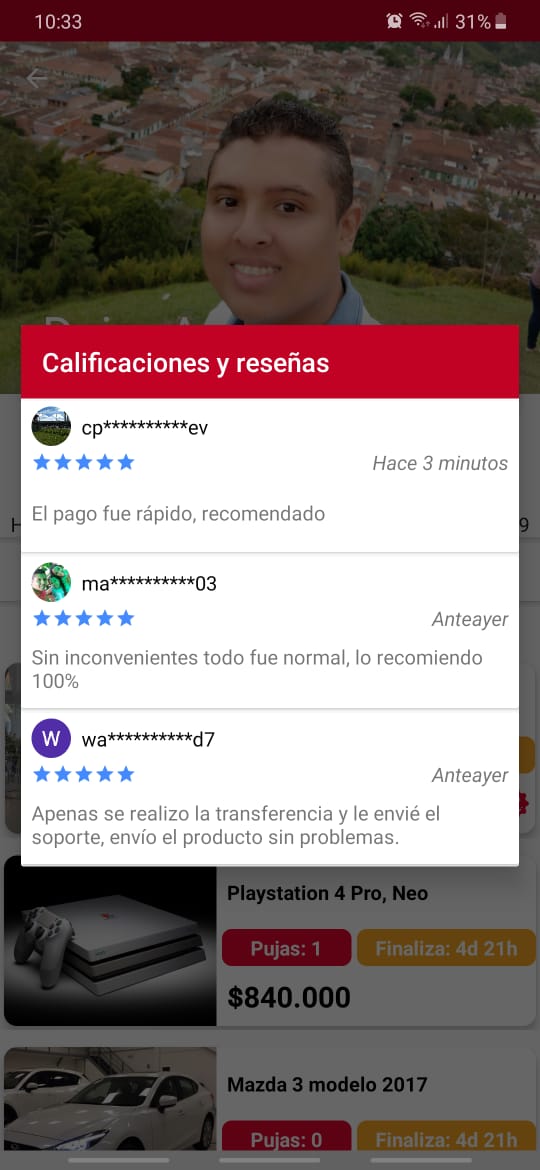 10:33
31%
Calificaciones y reseñas
cp**********ev
Hace 3 minutos
El pago fue rápido, recomendado
ma**********03
Anteayer
Sin inconvenientes todo fue normal, lo recomiendo
100%
W
wa**********d7
Anteayer
Apenas se realizo la transferencia y le envié el
soporte, envío el producto sin problemas.
Playstation 4 Pro, Neo
Pujas: 1
Finaliza: 4d 21h
$840.000
Mazda 3 modelo 2017
Pujas: 0
Finaliza: 4d 21h